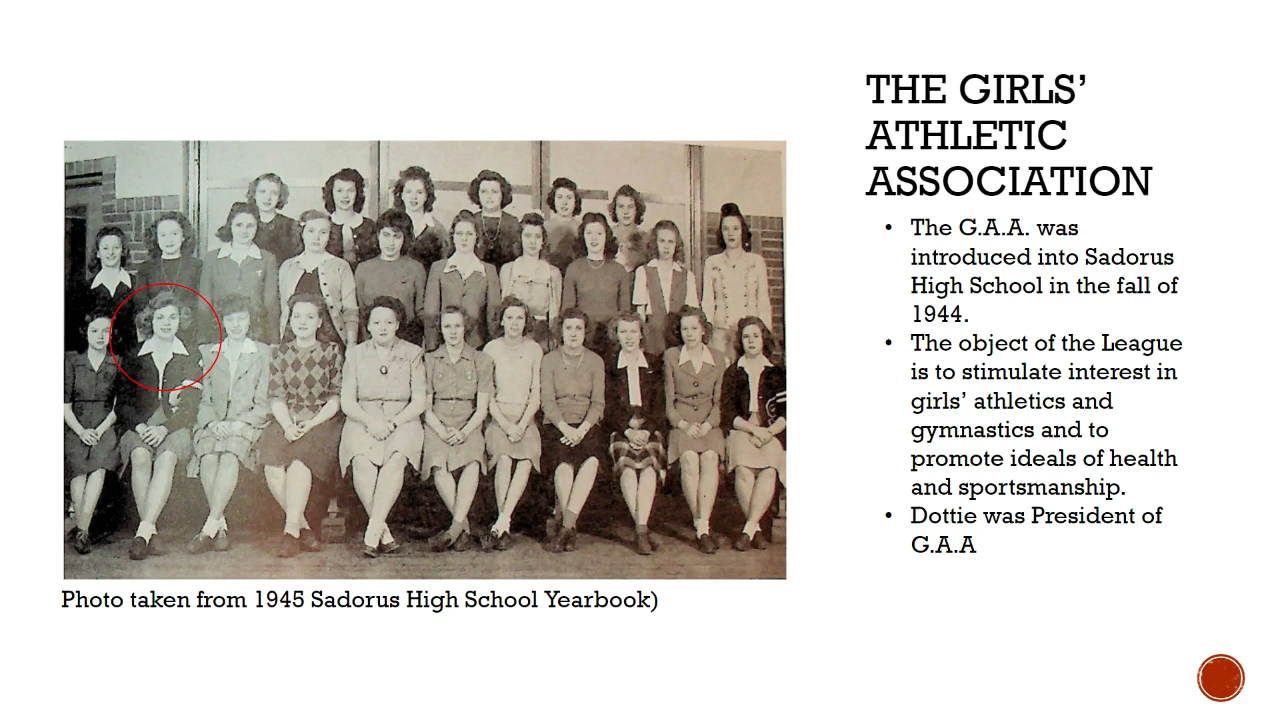 THE GIRLS’
ATHLETIC
ASSOCIATION
• The G.A.A. was
introduced into Sadorus
High School in the fall of
1944.
• The object of the League
is to stimulate interest in
girls’ athletics and
gymnastics and to
promote ideals of health
and sportsmanship.
• Dottie was President of
G.A.A
Photo taken from 1945 Sadorus High School Yearbook)